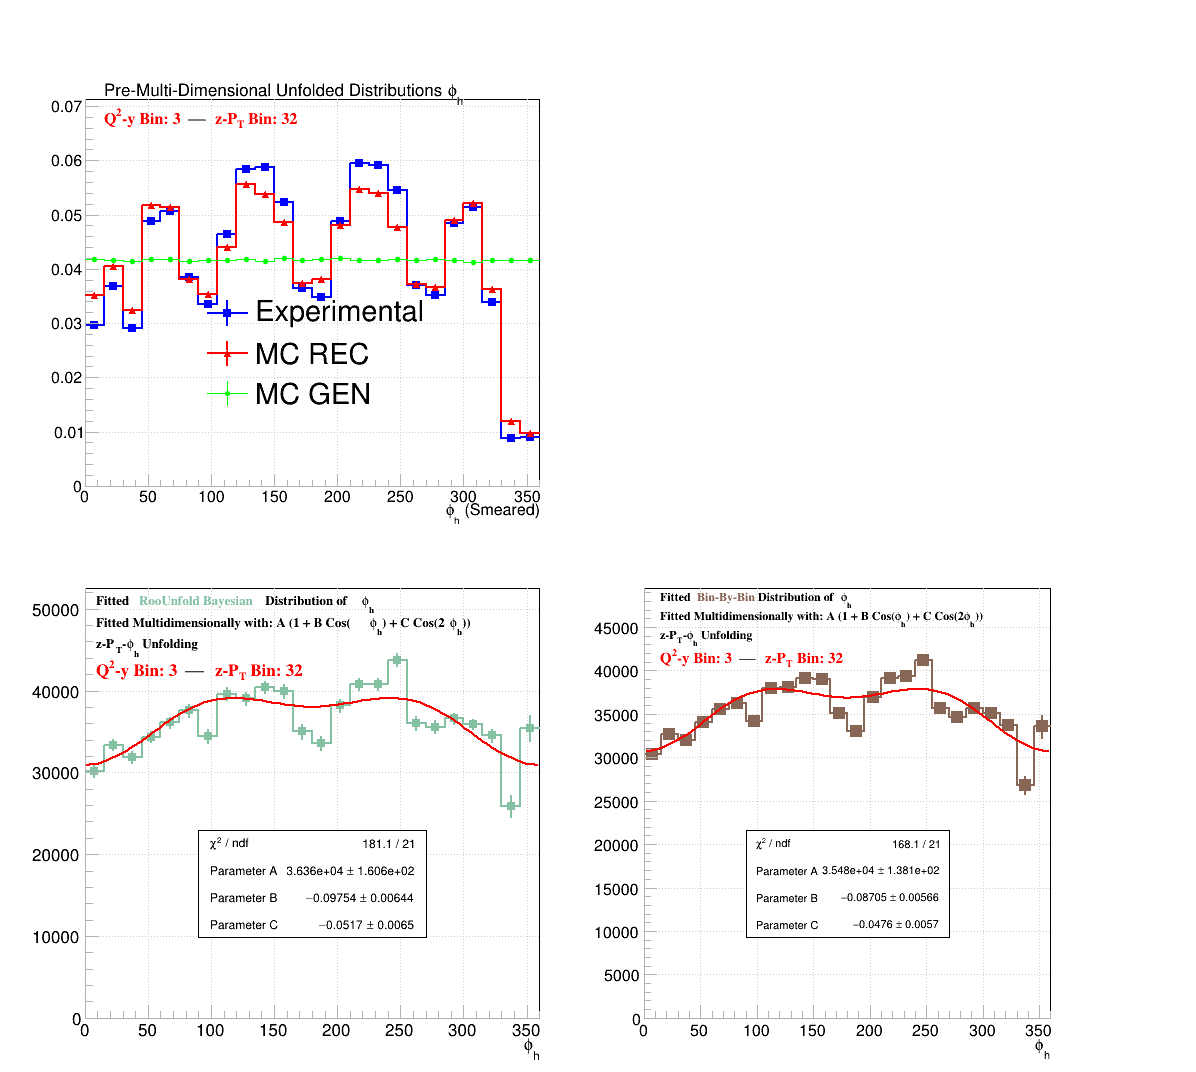 Pre-Multi-Dimensional Unfolded Distributions ϕh
Q2-y Bin: 3 — z-PT Bin: 32
0.07
0.06
0.05
0.04
0.03
0.02
0.01
0
Experimental
MC REC
MC GEN
0 50 100 150 200 250 300 350
ϕh (Smeared)
Fitted RooUnfold Bayesian Distribution of ϕh
Fitted Multidimensionally with: A (1 + B Cos( ϕh) + C Cos(2 ϕh))
z-PT-ϕh Unfolding
Q2-y Bin: 3 — z-PT Bin: 32
50000
40000
30000
20000
10000
0
χ2 / ndf 181.1 / 21
Parameter A 3.636e+04 ± 1.606e+02
Parameter B −0.09754 ± 0.00644
Parameter C −0.0517 ± 0.0065
0 50 100 150 200 250 300 350
ϕh
Fitted Bin-By-Bin Distribution of ϕh
Fitted Multidimensionally with: A (1 + B Cos(ϕh) + C Cos(2ϕh))
z-PT-ϕh Unfolding
Q2-y Bin: 3 — z-PT Bin: 32
45000
40000
35000
30000
25000
20000
15000
10000
5000
0
χ2 / ndf 168.1 / 21
Parameter A 3.548e+04 ± 1.381e+02
Parameter B −0.08705 ± 0.00566
Parameter C −0.0476 ± 0.0057
0 50 100 150 200 250 300 350
ϕh